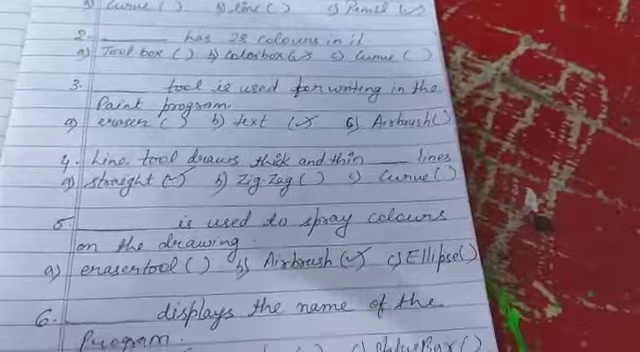 a) Curve ( ) b) line ( ) c) Pencil (✓)
2. ______ has 28 colours in it
a) Tool box ( ) b) Colorbox (✓) c) Curve ( )
3. ______ tool is used for writing in the
Paint program.
a) eraser ( ) b) text (✓) c) Airbrush ( )
4. Line tool draws thick and thin ____ lines
a) straight (✓) b) Zig Zag ( ) c) Curve ( )
5 ______ is used to spray colours
on the drawing.
a) erasertool ( ) b) Airbrush (✓) c) Ellipse ( )
6. ______ displays the name of the
Program.